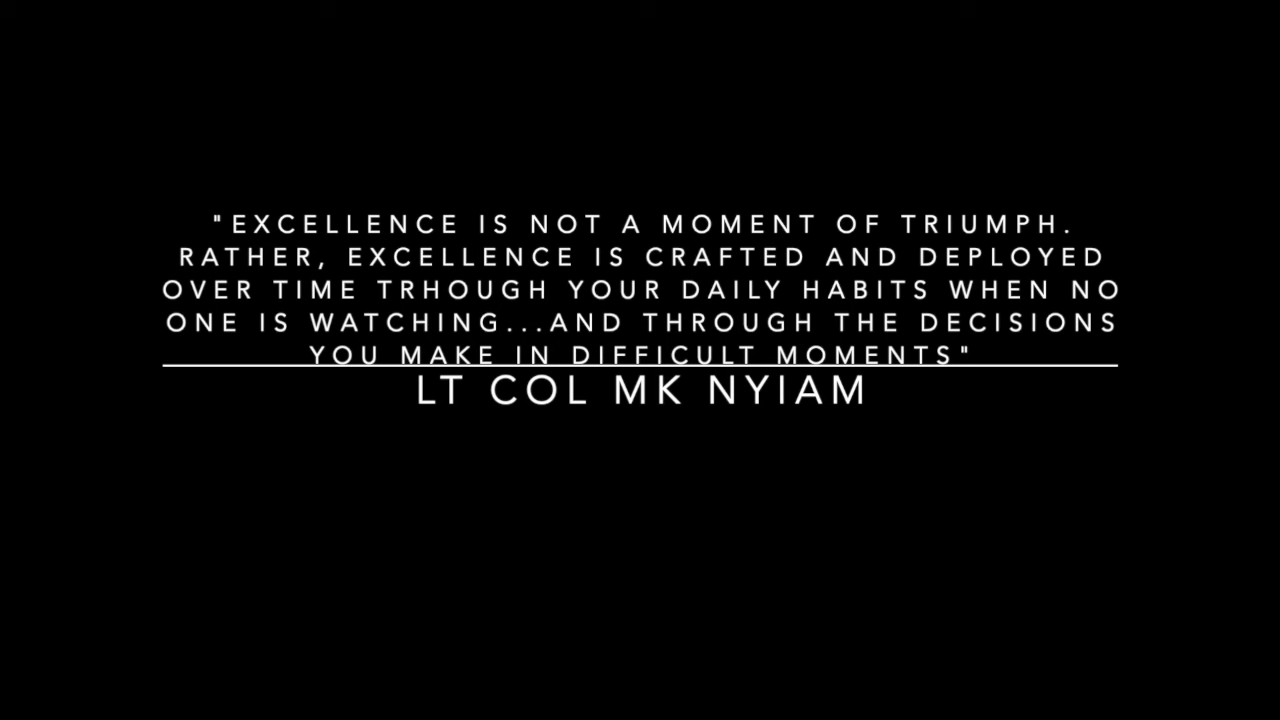 "EXCELLENCE IS NOT A MOMENT OF TRIUMPH.
RATHER, EXCELLENCE IS CRAFTED AND DEPLOYED
OVER TIME TRHOUGH YOUR DAILY HABITS WHEN NO
ONE IS WATCHING...AND THROUGH THE DECISIONS
YOU MAKE IN DIFFICULT MOMENTS"
LT COL MK NYIAM